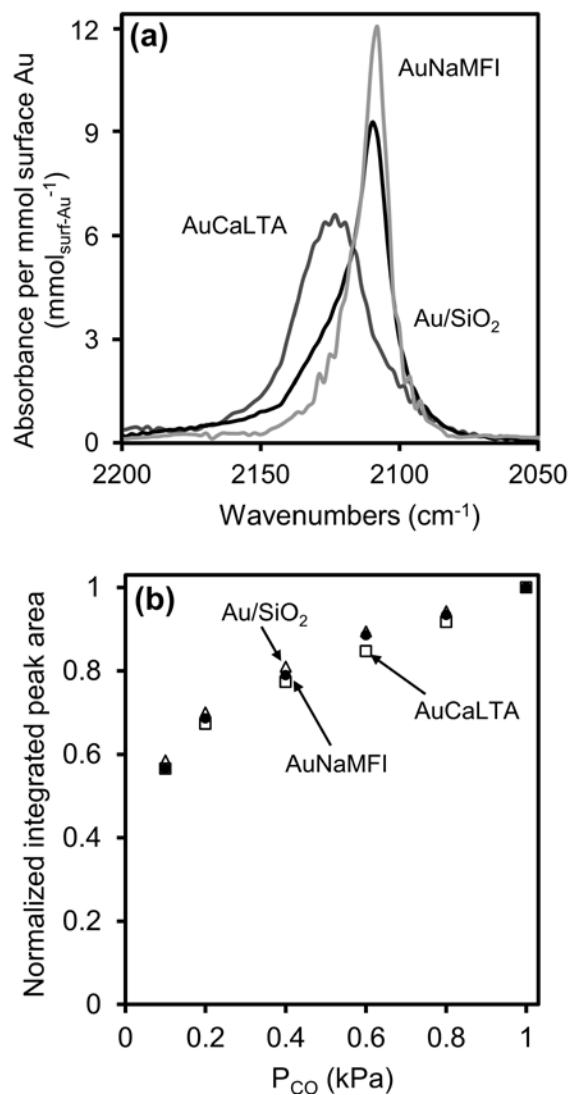 (a)
12
AuNaMFI
9
AuCaLTA
6
Au/SiO₂
3
0
2200 2150 2100 2050
Absorbance per mmol surface Au
(mmol_surf-Au⁻¹)
Wavenumbers (cm⁻¹)
(b)
1
Au/SiO₂
0.8
AuCaLTA
AuNaMFI
0.6
0.4
0.2
0
0 0.2 0.4 0.6 0.8 1
Normalized integrated peak area
P_CO (kPa)